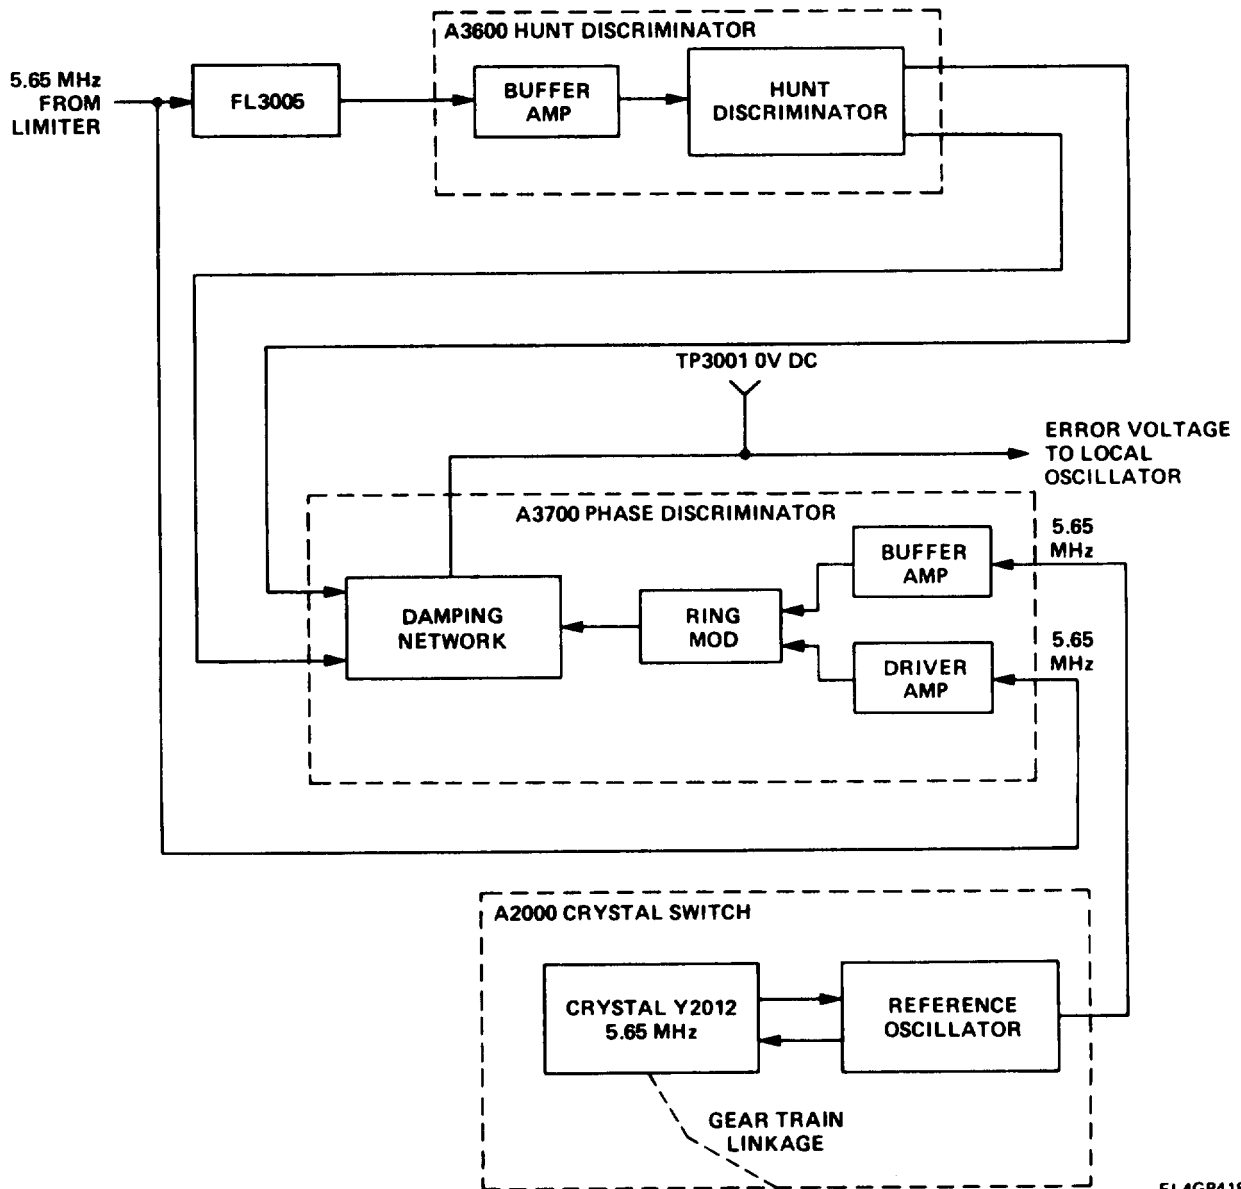 A3600 HUNT DISCRIMINATOR
5.65 MHz
FROM
LIMITER
FL3005
BUFFER
AMP
HUNT
DISCRIMINATOR
TP3001 0V DC
ERROR VOLTAGE
TO LOCAL
OSCILLATOR
A3700 PHASE DISCRIMINATOR
5.65
MHz
BUFFER
AMP
DAMPING
NETWORK
RING
MOD
5.65
MHz
DRIVER
AMP
A2000 CRYSTAL SWITCH
CRYSTAL Y2012
5.65 MHz
REFERENCE
OSCILLATOR
GEAR TRAIN
LINKAGE